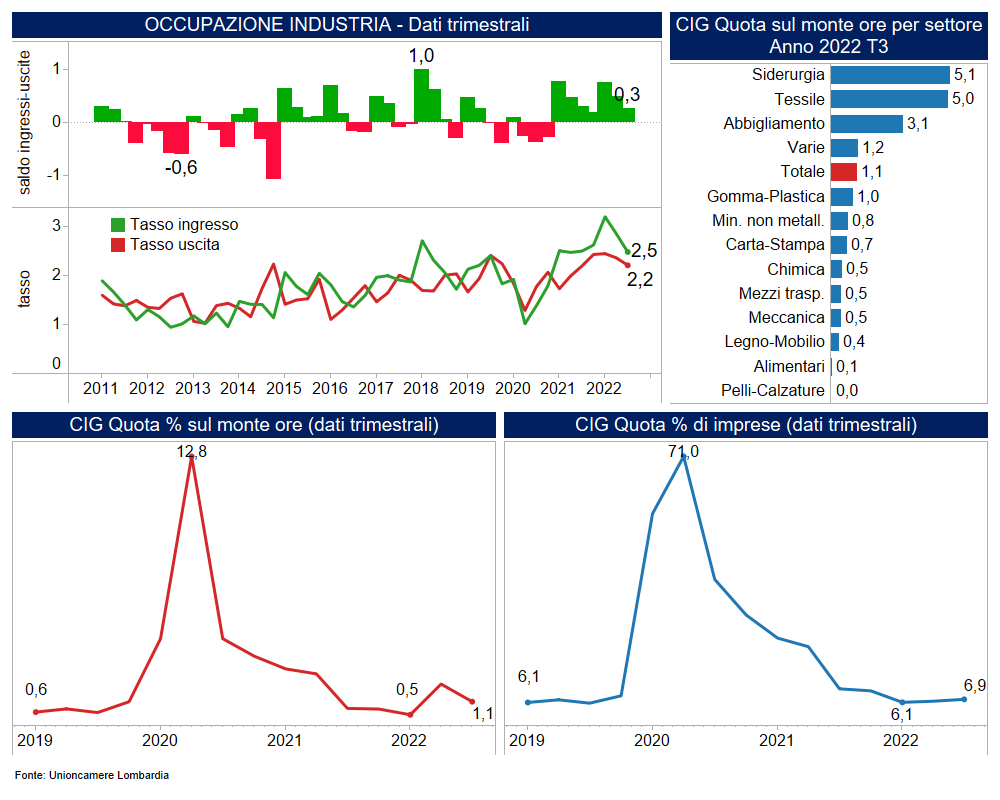 OCCUPAZIONE INDUSTRIA - Dati trimestrali
saldo ingressi-uscite
1
0
-1
1,0
0,3
-0,6
tasso
3
2
1
0
Tasso ingresso
Tasso uscita
2,5
2,2
2011 2012 2013 2014 2015 2016 2017 2018 2019 2020 2021 2022
CIG Quota sul monte ore per settore
Anno 2022 T3
Siderurgia 5,1
Tessile 5,0
Abbigliamento 3,1
Varie 1,2
Totale 1,1
Gomma-Plastica 1,0
Min. non metall. 0,8
Carta-Stampa 0,7
Chimica 0,5
Mezzi trasp. 0,5
Meccanica 0,5
Legno-Mobilio 0,4
Alimentari 0,1
Pelli-Calzature 0,0
CIG Quota % sul monte ore (dati trimestrali)
12,8
0,6
0,5
1,1
2019 2020 2021 2022
CIG Quota % di imprese (dati trimestrali)
71,0
6,1
6,9
6,1
2019 2020 2021 2022
Fonte: Unioncamere Lombardia